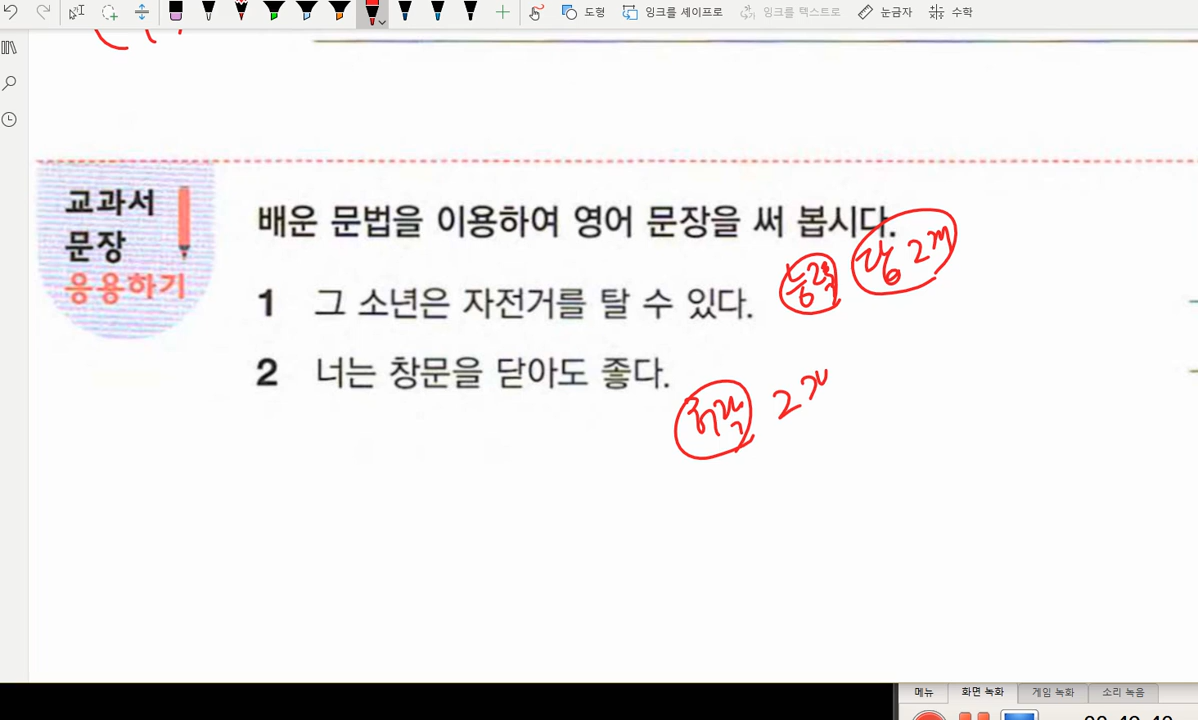 도형 잉크를 셰이프로 잉크를 텍스트로 눈금자 수학
교과서
문장
응용하기
배운 문법을 이용하여 영어 문장을 써 봅시다.
1 그 소년은 자전거를 탈 수 있다.
능력
답 2개
2 너는 창문을 닫아도 좋다.
허락 2개
메뉴 화면 녹화 게임 녹화 소리 녹음